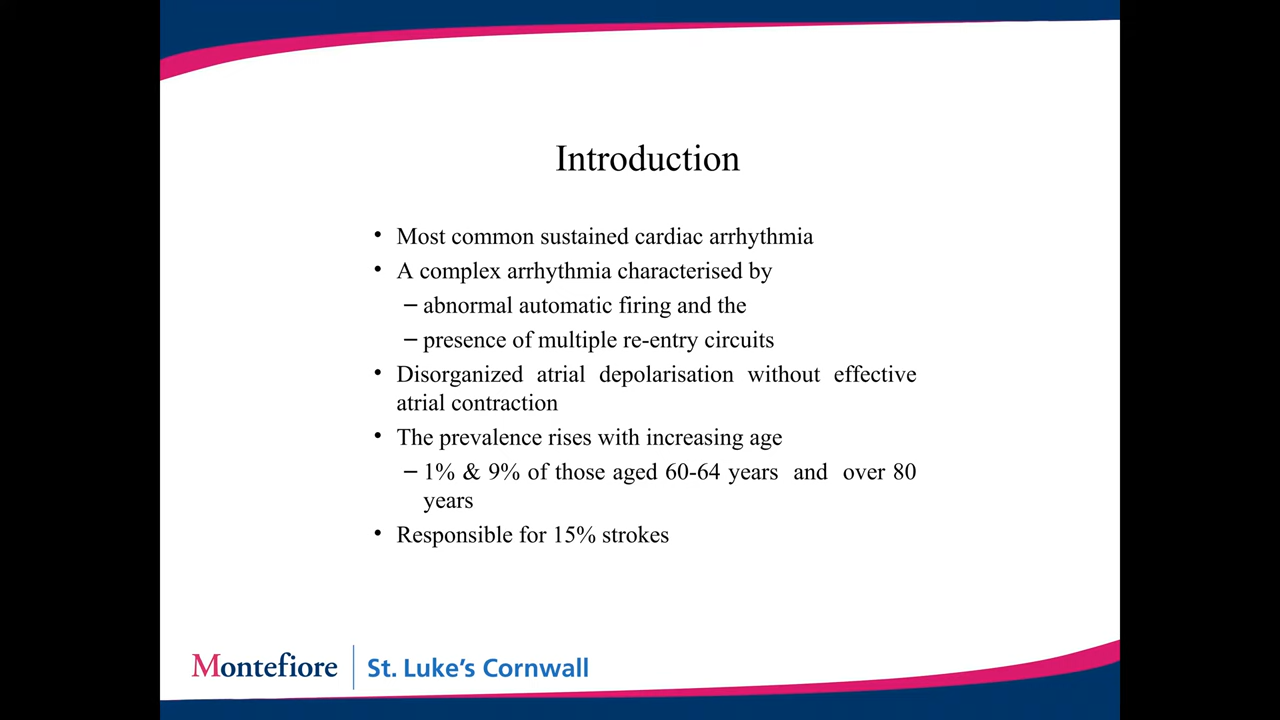 Introduction
• Most common sustained cardiac arrhythmia
• A complex arrhythmia characterised by
– abnormal automatic firing and the
– presence of multiple re-entry circuits
• Disorganized atrial depolarisation without effective
atrial contraction
• The prevalence rises with increasing age
– 1% & 9% of those aged 60-64 years and over 80
years
• Responsible for 15% strokes
Montefiore | St. Luke's Cornwall